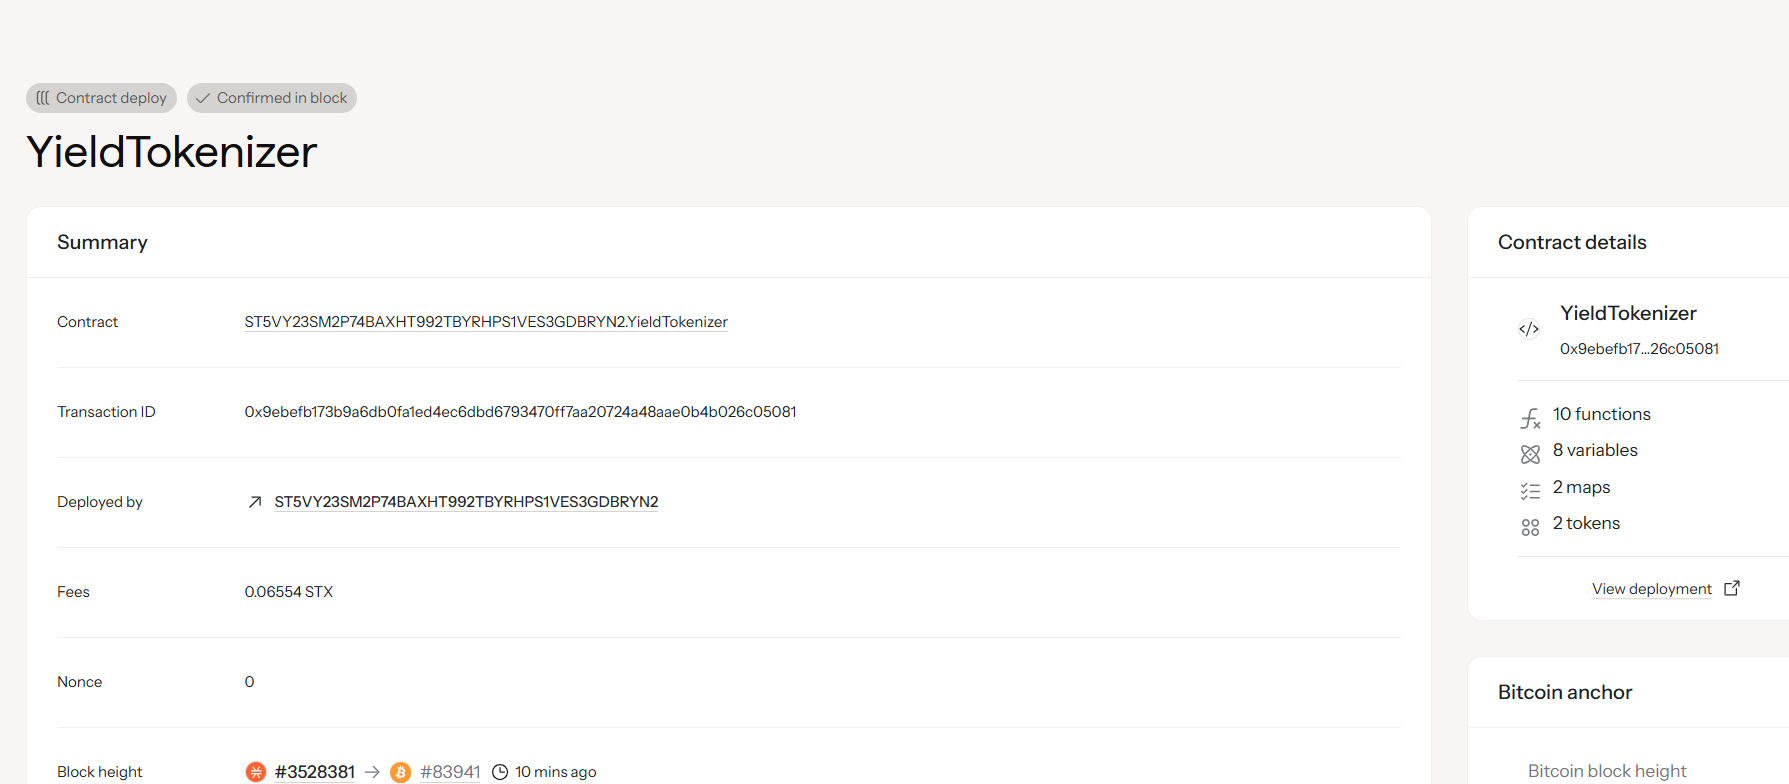 Contract deploy
Confirmed in block
YieldTokenizer
Summary
Contract
ST5VY23SM2P74BAXHT992TBYRHPS1VES3GDBRYN2.YieldTokenizer
Transaction ID
0x9ebefb173b9a6db0fa1ed4ec6dbd6793470ff7aa20724a48aae0b4b026c05081
Deployed by
ST5VY23SM2P74BAXHT992TBYRHPS1VES3GDBRYN2
Fees
0.06554 STX
Nonce
0
Block height
#3528381
#83941
10 mins ago
Contract details
YieldTokenizer
0x9ebefb17...26c05081
10 functions
8 variables
2 maps
2 tokens
View deployment
Bitcoin anchor
Bitcoin block height